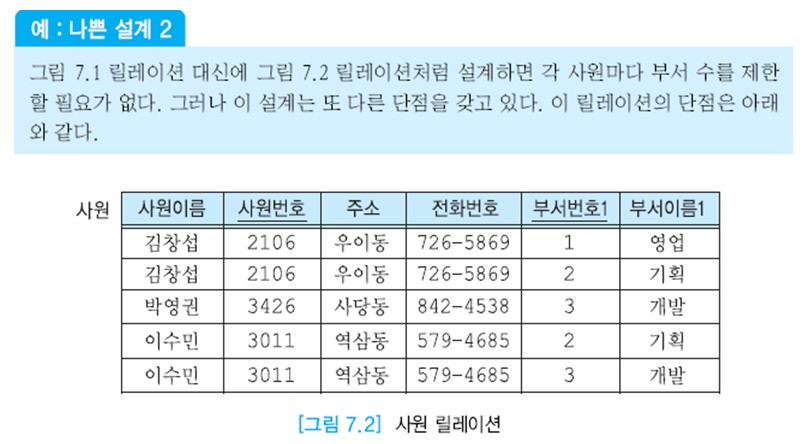 예 : 나쁜 설계 2
그림 7.1 릴레이션 대신에 그림 7.2 릴레이션처럼 설계하면 각 사원마다 부서 수를 제한
할 필요가 없다. 그러나 이 설계는 또 다른 단점을 갖고 있다. 이 릴레이션의 단점은 아래
와 같다.
사원
사원이름 사원번호 주소 전화번호 부서번호1 부서이름1
김창섭 2106 우이동 726-5869 1 영업
김창섭 2106 우이동 726-5869 2 기획
박영권 3426 사당동 842-4538 3 개발
이수민 3011 역삼동 579-4685 2 기획
이수민 3011 역삼동 579-4685 3 개발
[그림 7.2] 사원 릴레이션